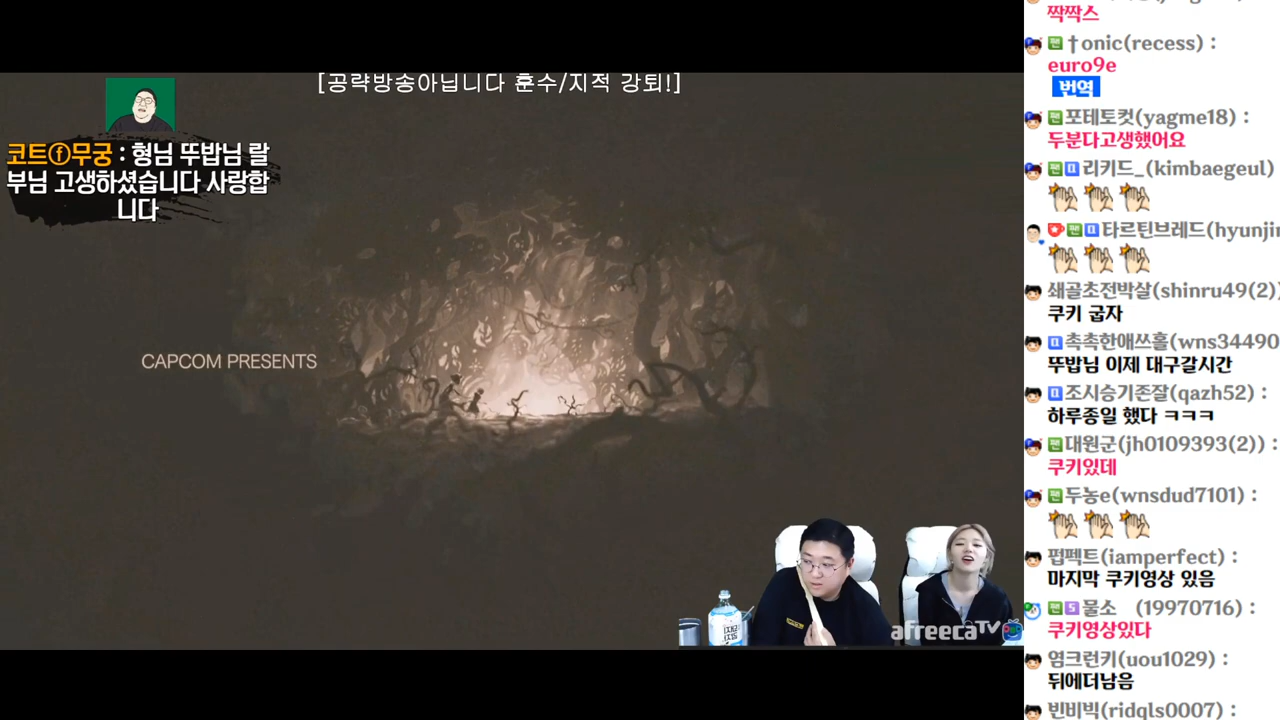 [공략방송아닙니다 훈수/지적 강퇴!]
코트ⓕ무궁 : 형님 뚜밥님 랄
부님 고생하셨습니다 사랑합
니다
CAPCOM PRESENTS
afreecaTV
짝짝스
팬 †onic(recess) :
euro9e
번역
팬 포테토컷(yagme18) :
두분다고생했어요
팬 리키드_(kimbaegeul)
팬 타르틴브레드(hyunjin
쇄골초전박살(shinru49(2))
쿠키 굽자
촉촉한애쓰홀(wns34490
뚜밥님 이제 대구갈시간
조시승기존잘(qazh52) :
하루종일 했다 ㅋㅋㅋ
팬 대원군(jh0109393(2)) :
쿠키있데
팬 두농e(wnsdud7101) :
펍펙트(iamperfect) :
마지막 쿠키영상 있음
팬 S 물소 (19970716) :
쿠키영상있다
염크런키(uou1029) :
뒤에더남음
빈비빅(ridqls0007) :